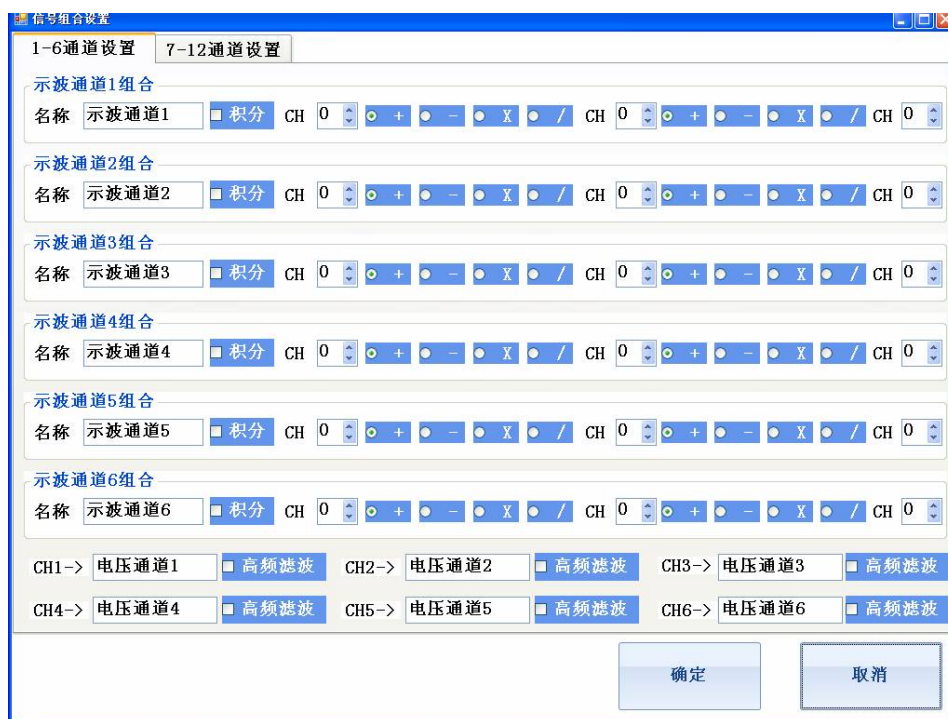 信号组合设置
1-6通道设置 7-12通道设置
示波通道1组合
名称 示波通道1 积分 CH 0 + - X / CH 0 + - X / CH 0
示波通道2组合
名称 示波通道2 积分 CH 0 + - X / CH 0 + - X / CH 0
示波通道3组合
名称 示波通道3 积分 CH 0 + - X / CH 0 + - X / CH 0
示波通道4组合
名称 示波通道4 积分 CH 0 + - X / CH 0 + - X / CH 0
示波通道5组合
名称 示波通道5 积分 CH 0 + - X / CH 0 + - X / CH 0
示波通道6组合
名称 示波通道6 积分 CH 0 + - X / CH 0 + - X / CH 0
CH1-> 电压通道1 高频滤波 CH2-> 电压通道2 高频滤波 CH3-> 电压通道3 高频滤波
CH4-> 电压通道4 高频滤波 CH5-> 电压通道5 高频滤波 CH6-> 电压通道6 高频滤波
确定 取消